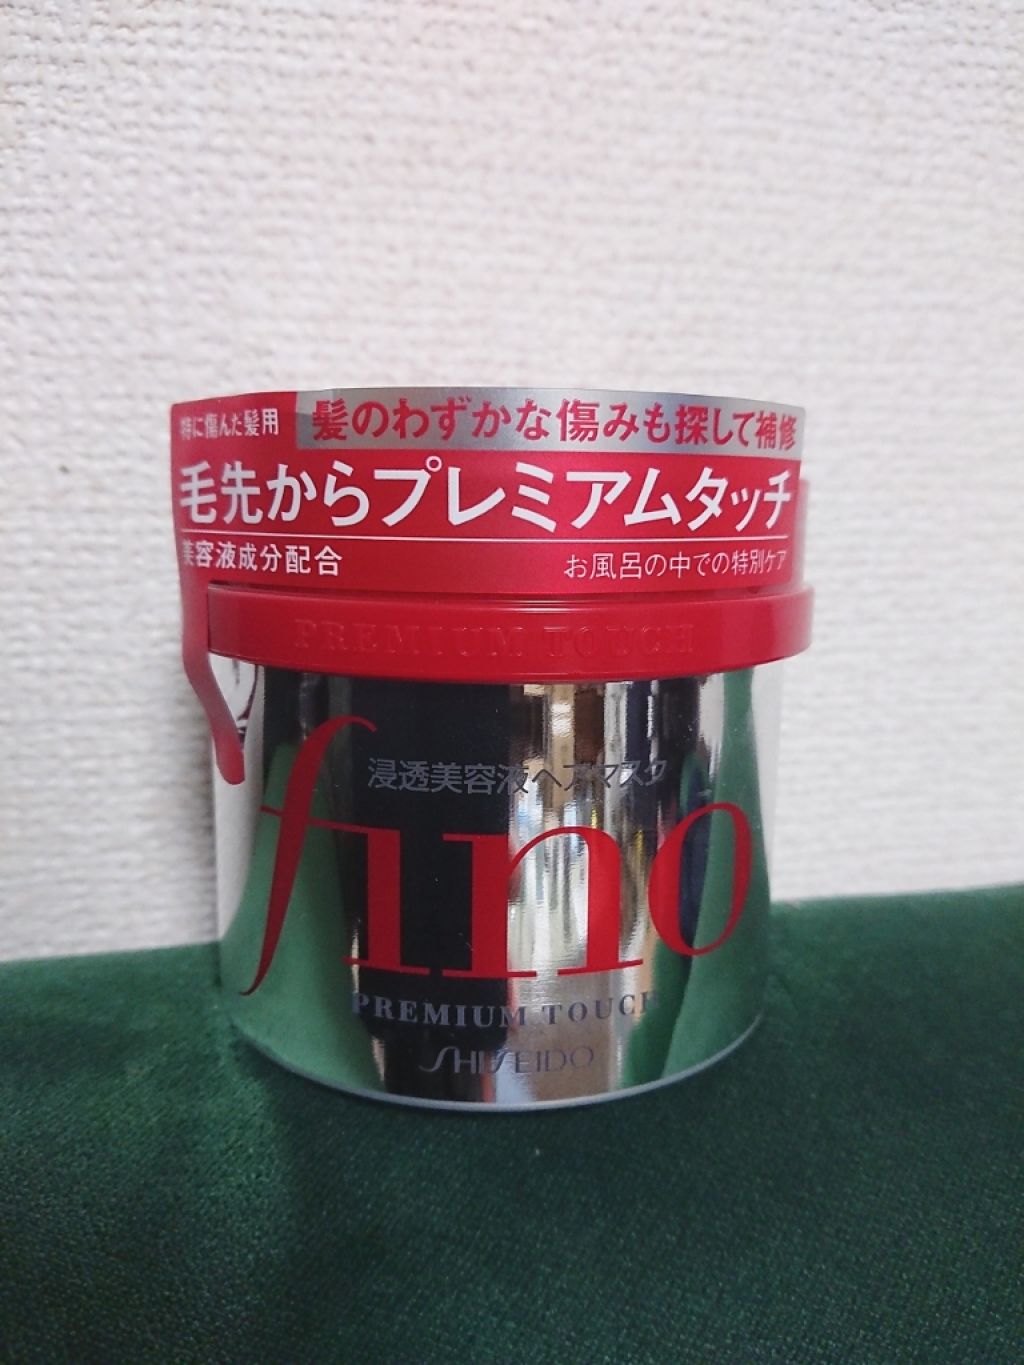 特に傷んだ髪用
髪のわずかな傷みも探して補修
毛先からプレミアムタッチ
美容液成分配合
お風呂の中での特別ケア
PREMIUM TOUCH
浸透美容液ヘアマスク
fino
PREMIUM TOUCH
SHISEIDO